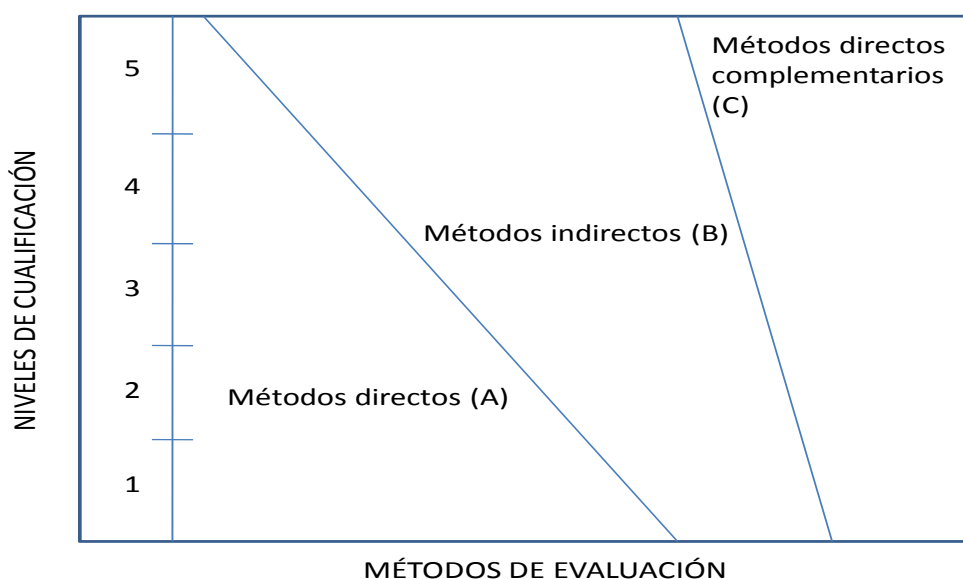 Métodos directos
complementarios
(C)
5
4
Métodos indirectos (B)
3
2
Métodos directos (A)
1
NIVELES DE CUALIFICACIÓN
MÉTODOS DE EVALUACIÓN